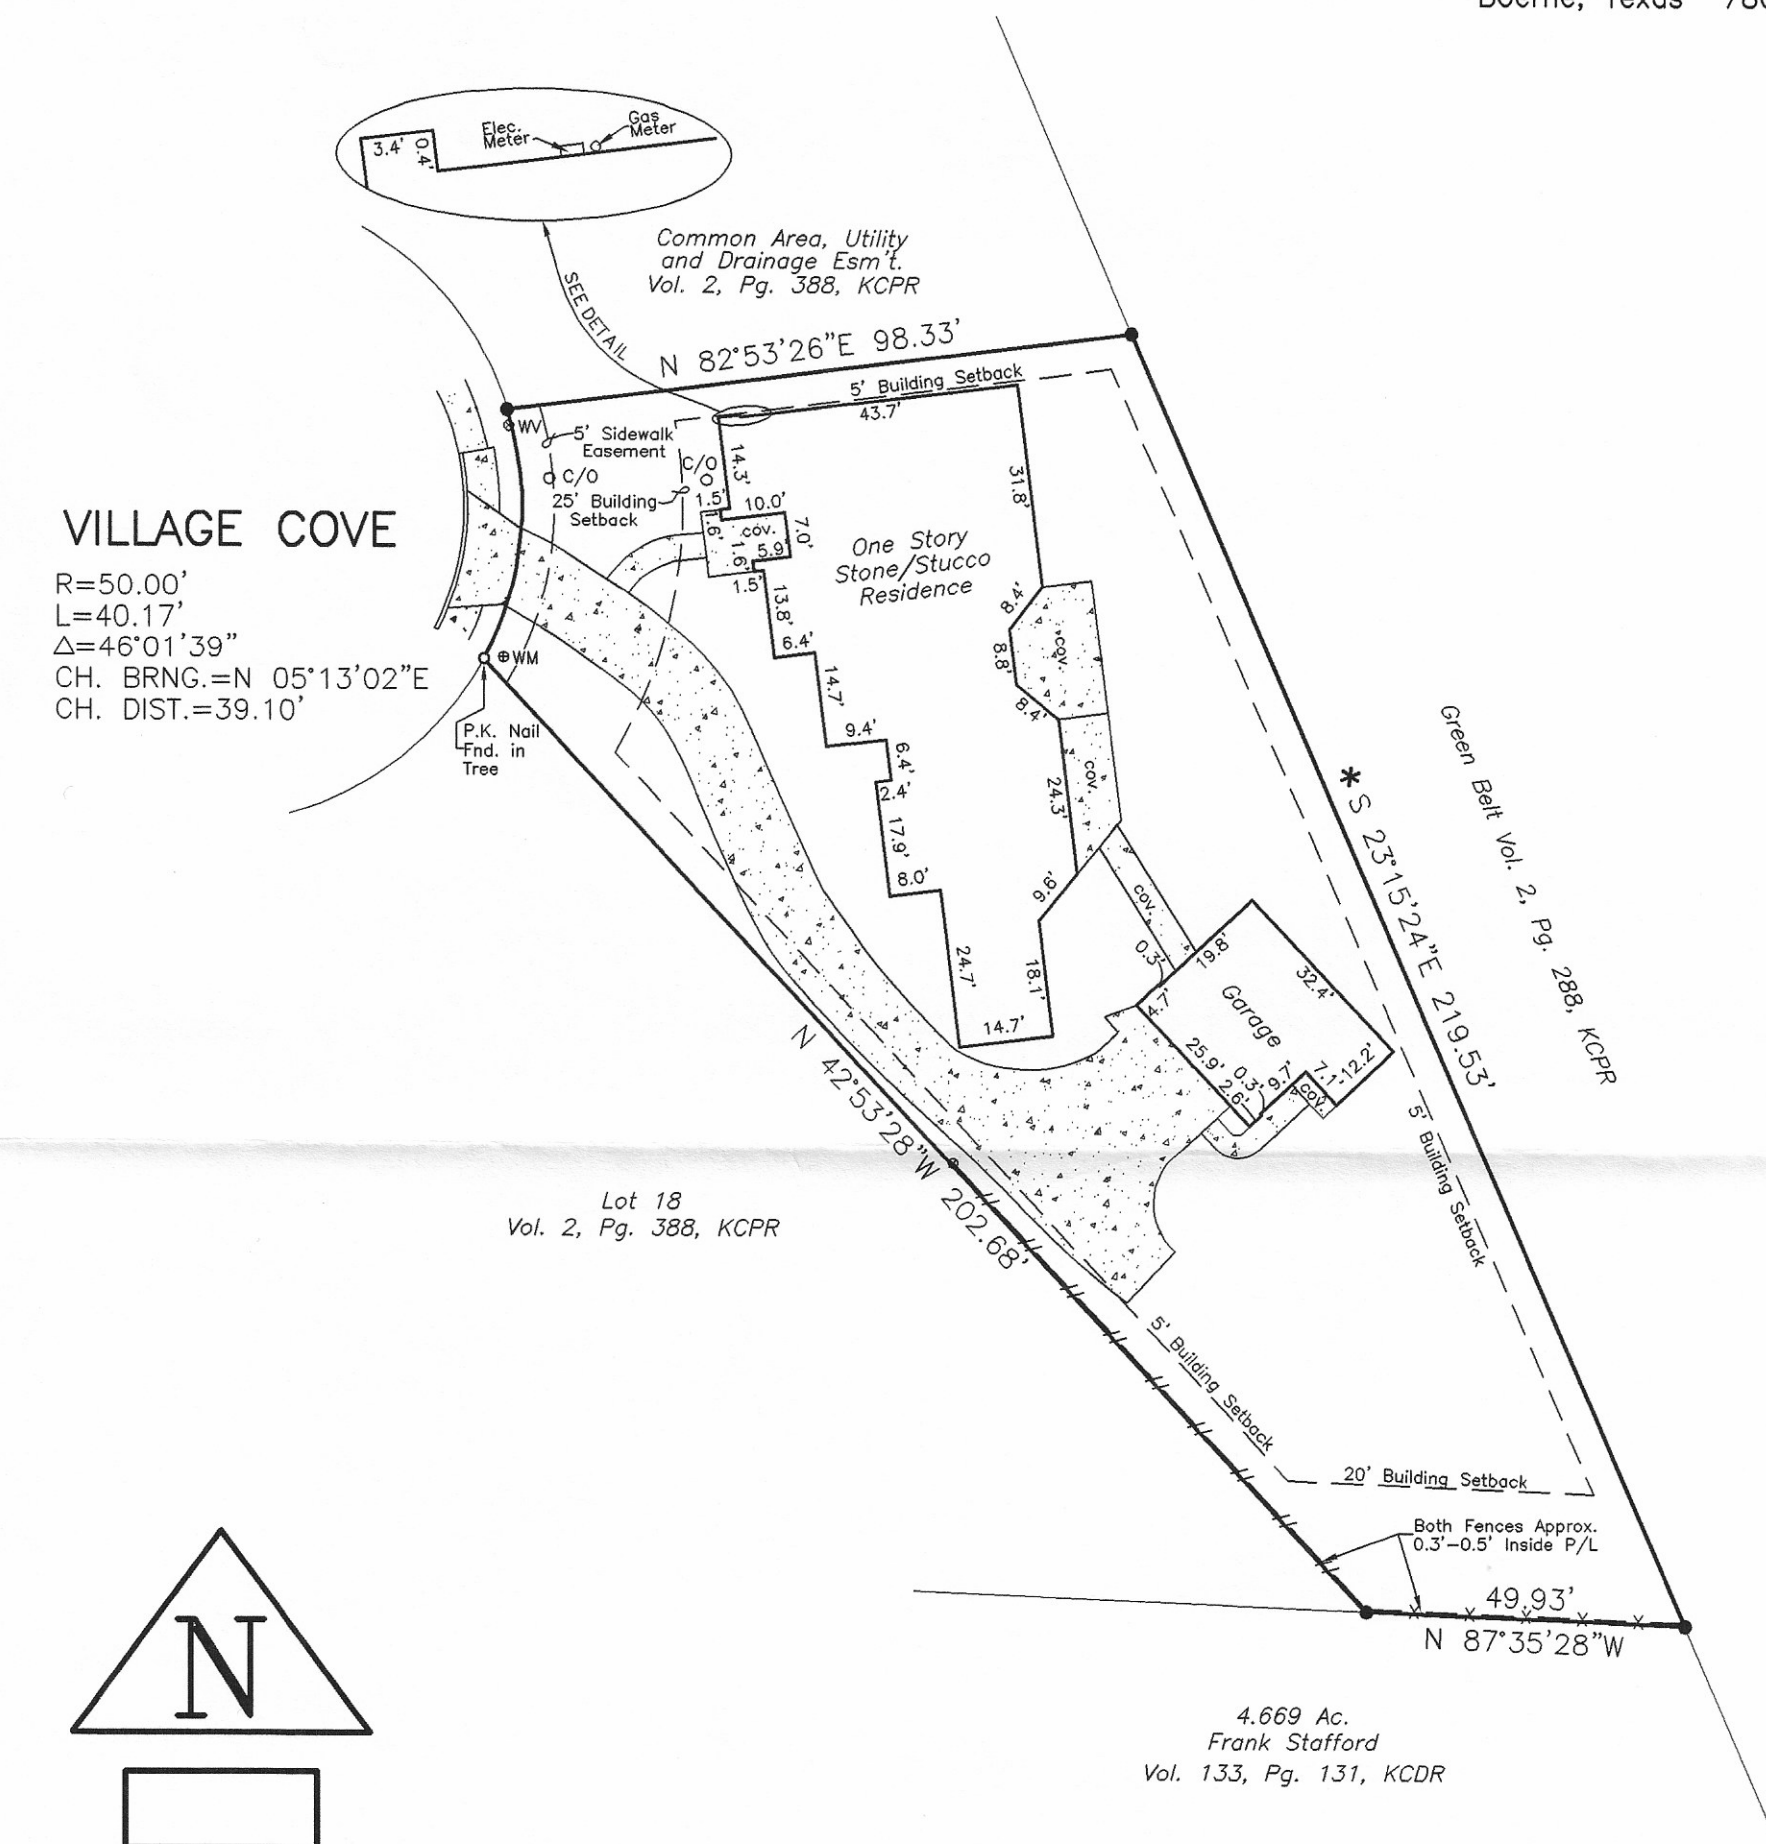 3.4'
0.4'
Elec.
Meter
Gas
Meter
SEE DETAIL
Common Area, Utility
and Drainage Esm't.
Vol. 2, Pg. 388, KCPR
N 82°53'26"E 98.33'
5' Building Setback
43.7'
WV
5' Sidewalk
Easement
C/O
C/O
25' Building
Setback
14.3'
1.5'
10.0'
1.6'
cov.
7.0'
1.6'
5.9'
1.5'
31.8'
One Story
Stone/Stucco
Residence
VILLAGE COVE
R=50.00'
L=40.17'
Δ=46°01'39"
CH. BRNG.=N 05°13'02"E
CH. DIST.=39.10'
WM
P.K. Nail
Fnd. in
Tree
13.8'
6.4'
14.7'
9.4'
6.4'
2.4'
17.9'
8.0'
24.7'
14.7'
18.1'
9.6'
24.3'
8.4'
8.8'
8.4'
cov.
cov.
cov.
0.3'
19.8'
4.7'
Garage
32.4'
25.9'
0.3'
2.6'
9.7'
7.1'
12.2'
cov.
*S 23°15'24"E 219.53'
Green Belt Vol. 2, Pg. 288, KCPR
5' Building Setback
N 42°53'28"W 202.68'
Lot 18
Vol. 2, Pg. 388, KCPR
5' Building Setback
20' Building Setback
Both Fences Approx.
0.3'-0.5' Inside P/L
49.93'
N 87°35'28"W
N
4.669 Ac.
Frank Stafford
Vol. 133, Pg. 131, KCDR